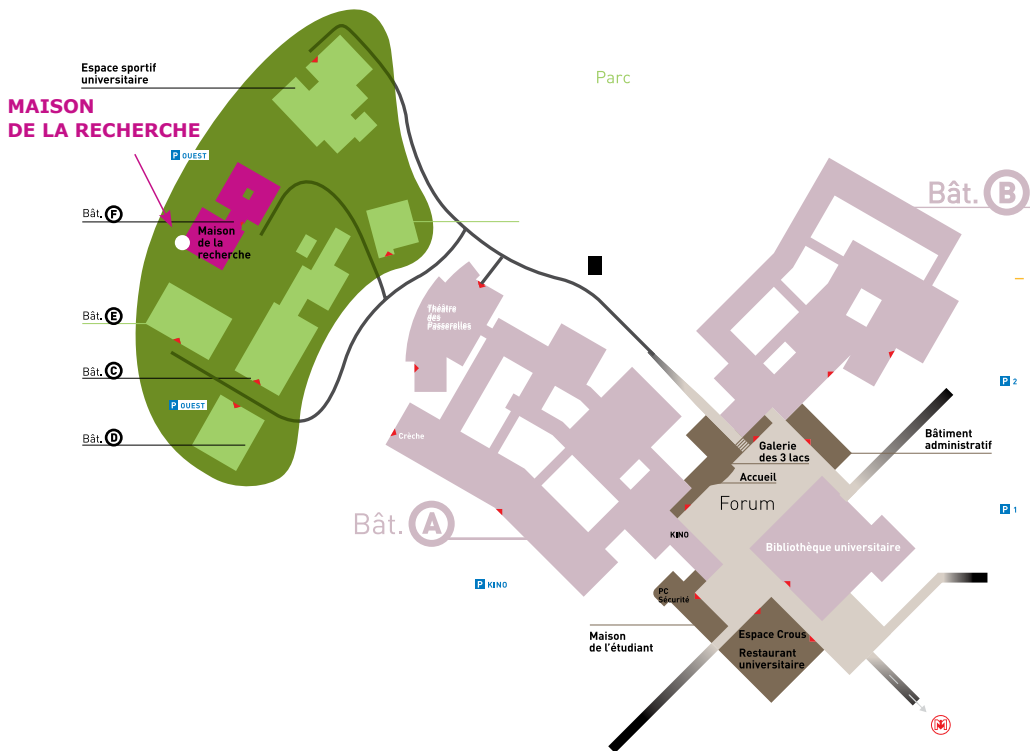 Espace sportif
universitaire
Parc
MAISON
DE LA RECHERCHE
P OUEST
Bât. B
Bât. F
Maison
de la
recherche
Théâtre
des
Passerelles
Bât. E
Bât. C
P 2
P OUEST
Crèche
Bât. D
Galerie
des 3 lacs
Bâtiment
administratif
Accueil
Forum
P 1
Bât. A
KINO
Bibliothèque universitaire
P KINO
PC
Sécurité
Maison
de l'étudiant
Espace Crous
Restaurant
universitaire
M